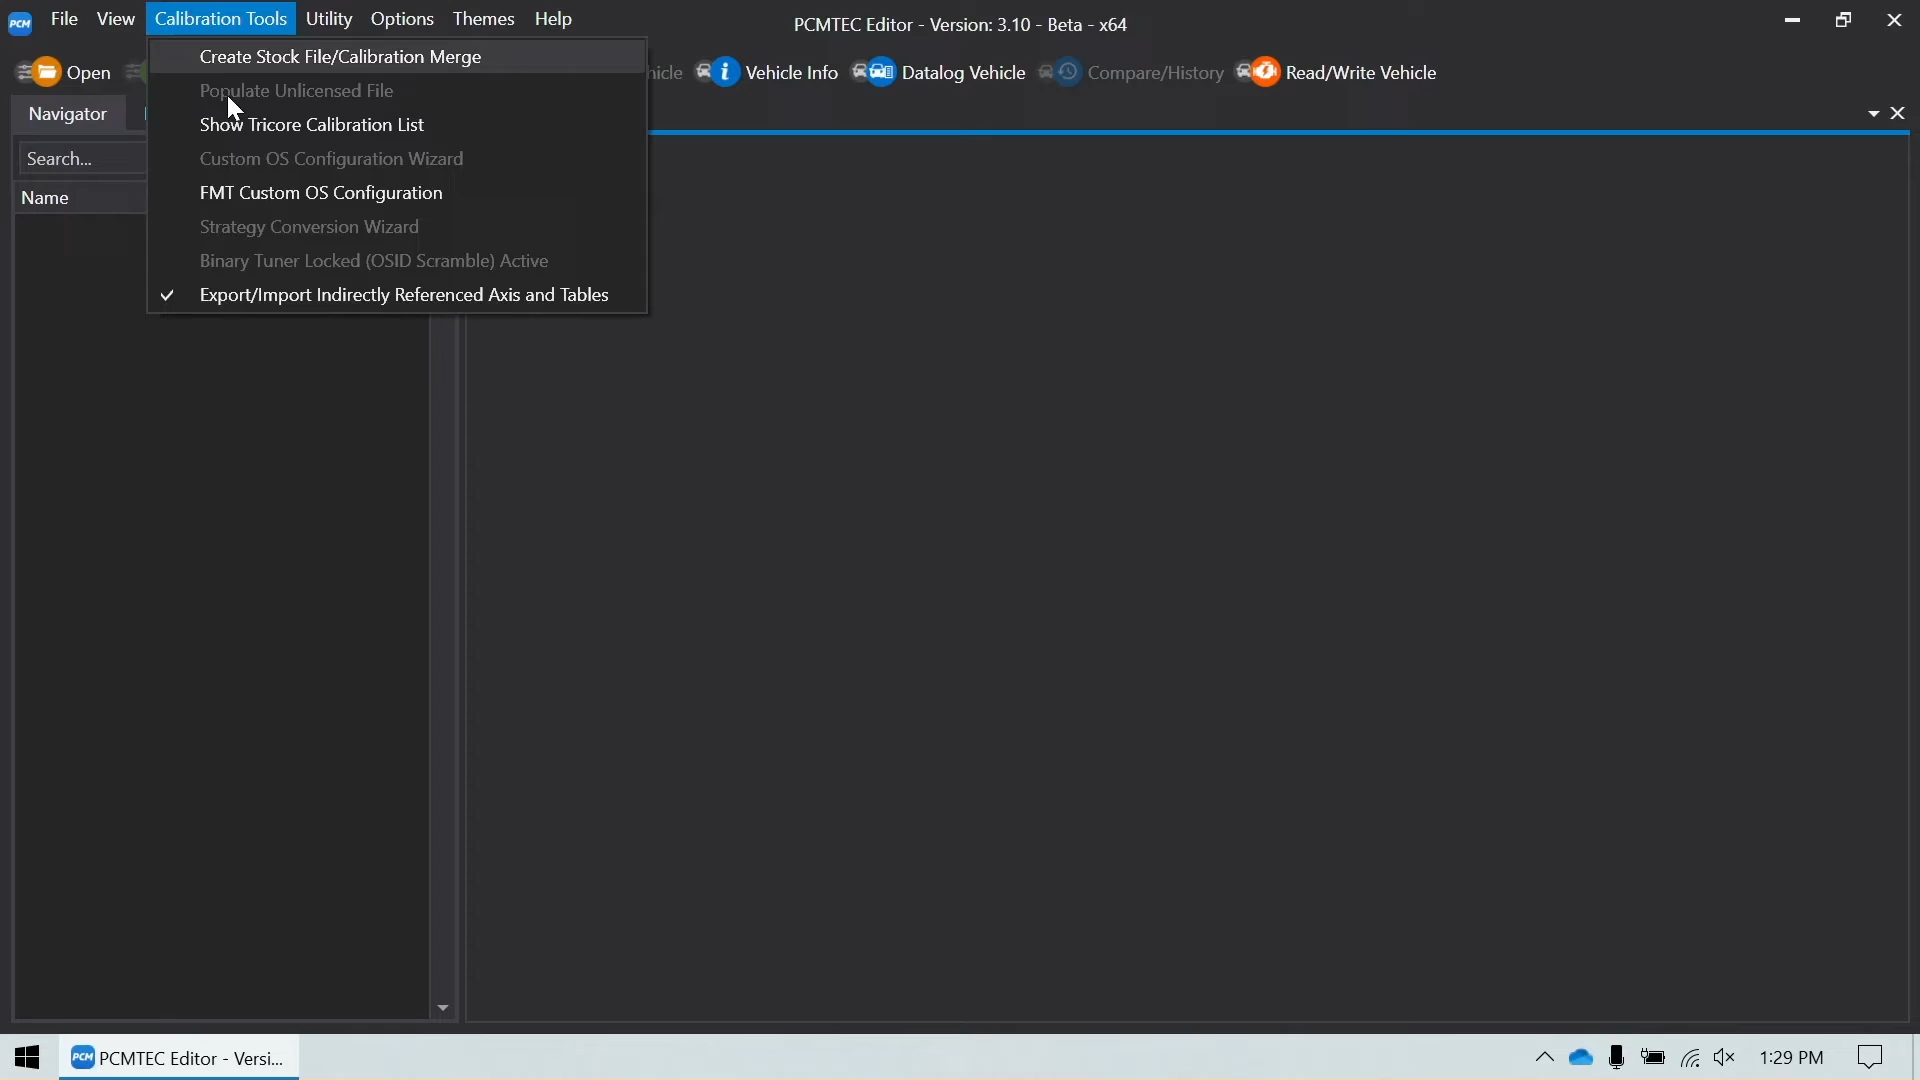 PCM File View Calibration Tools Utility Options Themes Help PCMTEC Editor - Version: 3.10 - Beta - x64
Open Vehicle Info Datalog Vehicle Compare/History Read/Write Vehicle
Create Stock File/Calibration Merge
Populate Unlicensed File
Show Tricore Calibration List
Custom OS Configuration Wizard
FMT Custom OS Configuration
Strategy Conversion Wizard
Binary Tuner Locked (OSID Scramble) Active
Export/Import Indirectly Referenced Axis and Tables
Navigator
Search...
Name
PCM PCMTEC Editor - Versi... 1:29 PM